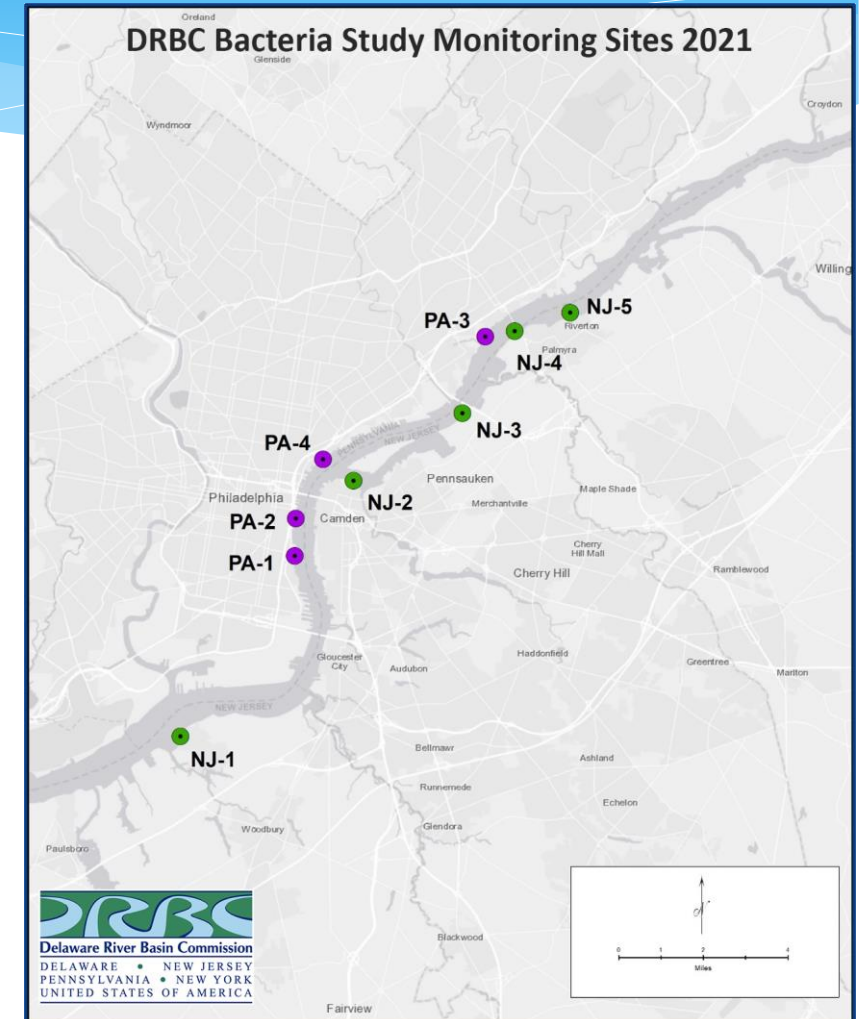 DRBC Bacteria Study Monitoring Sites 2021
Oreland
Glenside
Wyndmoor
Croydon
Willing
NJ-5
Riverton
PA-3
Palmyra
NJ-4
NJ-3
PENNSYLVANIA
NEW JERSEY
PA-4
NJ-2
Pennsauken
Maple Shade
Philadelphia
Merchantville
PA-2
Camden
Cherry
Hill Mall
PA-1
Cherry Hill
Ramblewood
Gloucester
City
Haddonfield
Audubon
Greentree
Marlton
NEW JERSEY
NJ-1
Bellmawr
Ashland
Runnemede
Echelon
Glendora
Woodbury
Paulsboro
N
0 1 2 4
Miles
DRBC
Delaware River Basin Commission
DELAWARE • NEW JERSEY
PENNSYLVANIA • NEW YORK
UNITED STATES OF AMERICA
Blackwood
Fairview